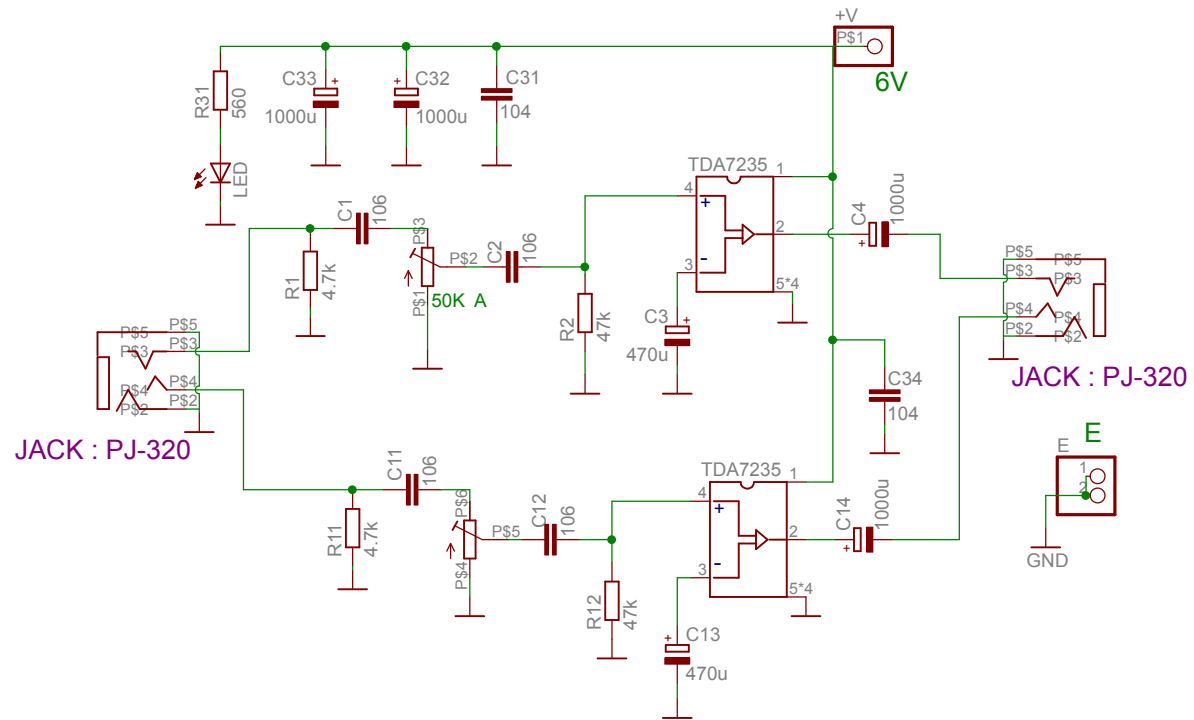 +V
P$1
6V
R31
560
LED
C33
+
1000u
C32
+
1000u
C31
104
TDA7235
4
+
-
3
1
2
5*4
C4
+
1000u
R1
4.7k
C1
106
P$3
P$2
P$1
50K A
C2
106
R2
47k
C3
+
470u
P$5
P$5
P$3
P$3
P$4
P$4
P$2
P$2
JACK : PJ-320
P$5
P$5
P$3
P$3
P$4
P$4
P$2
P$2
JACK : PJ-320
C34
104
R11
4.7k
C11
106
P$6
P$5
P$4
C12
106
R12
47k
TDA7235
4
+
-
3
1
2
5*4
C13
+
470u
C14
+
1000u
E
E
1
2
GND